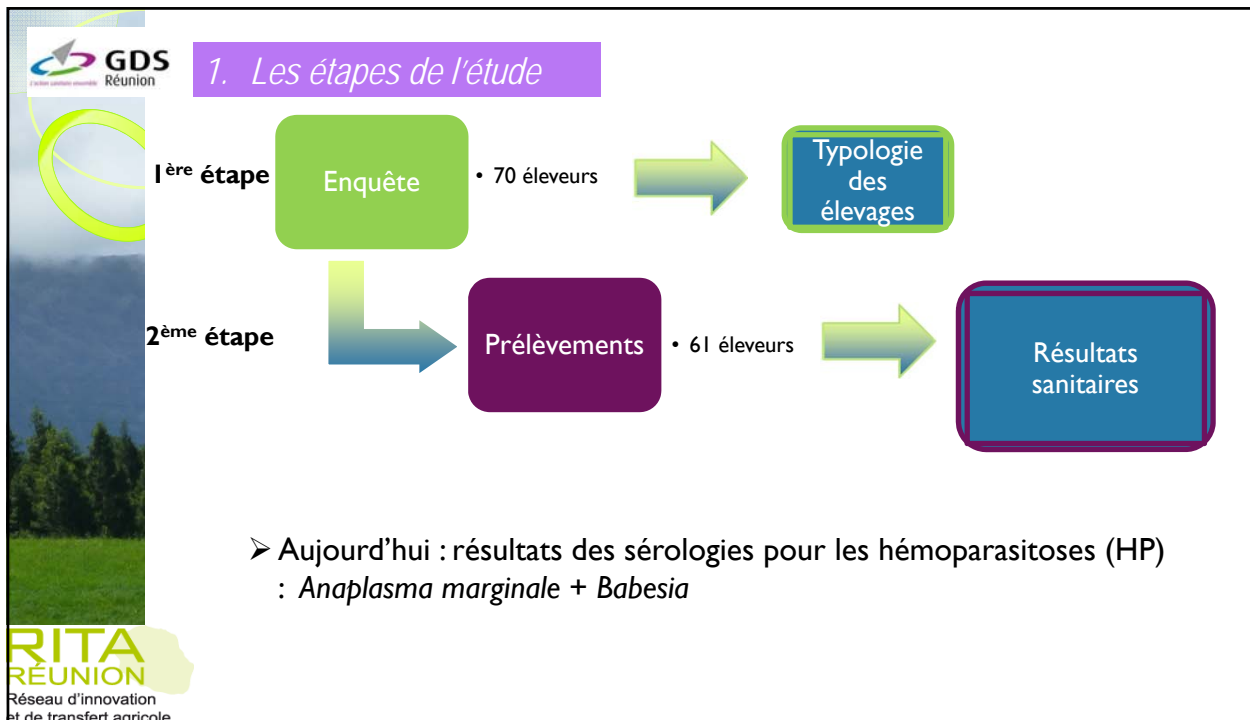 GDS
Réunion
1. Les étapes de l'étude
1ère étape
Enquête
• 70 éleveurs
Typologie
des
élevages
2ème étape
Prélèvements
• 61 éleveurs
Résultats
sanitaires
➢ Aujourd'hui : résultats des sérologies pour les hémoparasitoses (HP)
: Anaplasma marginale + Babesia
RITA
RÉUNION
Réseau d'innovation
et de transfert agricole